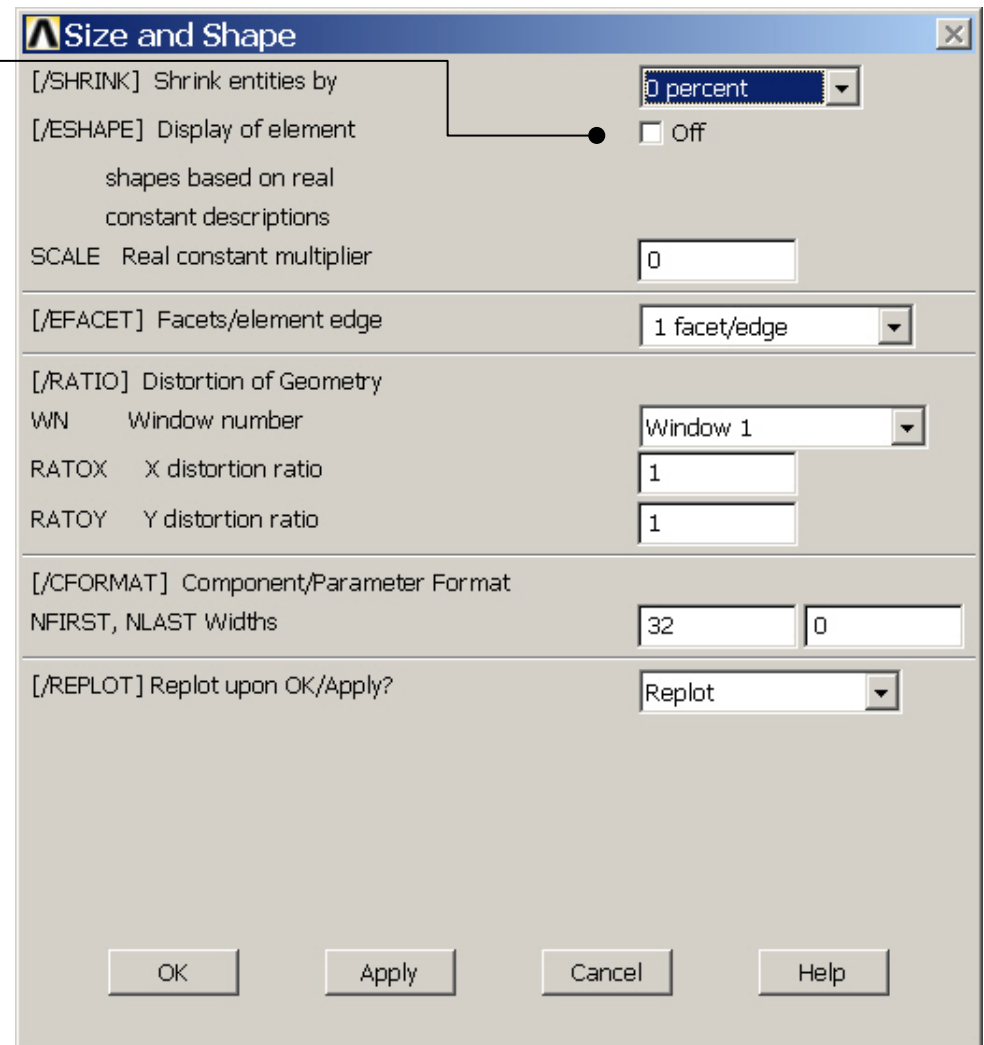 Size and Shape
[/SHRINK] Shrink entities by 0 percent
[/ESHAPE] Display of element Off
shapes based on real
constant descriptions
SCALE Real constant multiplier 0
[/EFACET] Facets/element edge 1 facet/edge
[/RATIO] Distortion of Geometry
WN Window number Window 1
RATOX X distortion ratio 1
RATOY Y distortion ratio 1
[/CFORMAT] Component/Parameter Format
NFIRST, NLAST Widths 32 0
[/REPLOT] Replot upon OK/Apply? Replot
OK Apply Cancel Help